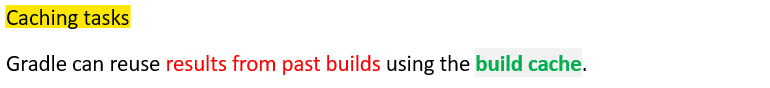 Caching tasks
Gradle can reuse results from past builds using the build cache.